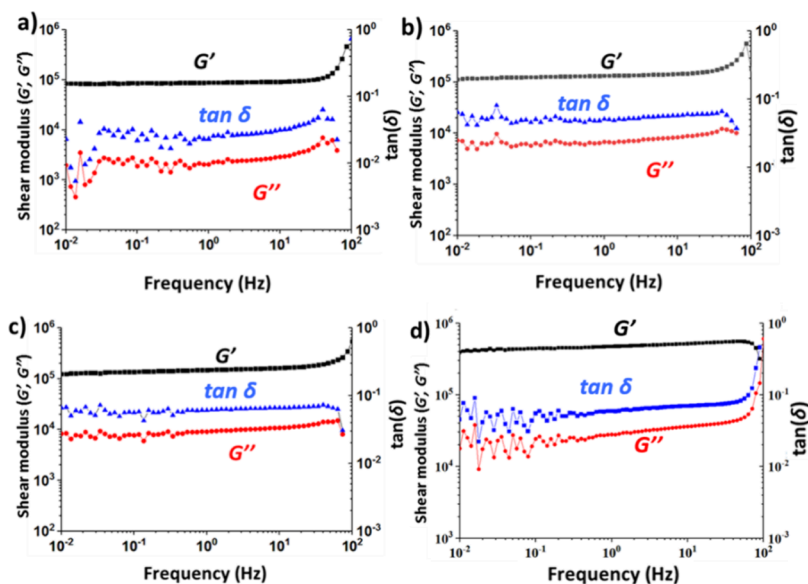 a)
Shear modulus (G′, G″)
10⁶
10⁵
10⁴
10³
10²
G′
tan δ
G″
10⁰
10⁻¹
10⁻²
10⁻³
tan(δ)
10⁻² 10⁻¹ 10⁰ 10¹ 10²
Frequency (Hz)
b)
Shear modulus (G′, G″)
10⁶
10⁵
10⁴
10³
10²
G′
tan δ
G″
10⁰
10⁻¹
10⁻²
10⁻³
tan(δ)
10⁻² 10⁻¹ 10⁰ 10¹ 10²
Frequency (Hz)
c)
Shear modulus (G′, G″)
10⁶
10⁵
10⁴
10³
10²
G′
tan δ
G″
10⁰
10⁻¹
10⁻²
10⁻³
tan(δ)
10⁻² 10⁻¹ 10⁰ 10¹ 10²
Frequency (Hz)
d)
Shear modulus (G′, G″)
10⁶
10⁵
10⁴
10³
G′
tan δ
G″
10⁰
10⁻¹
10⁻²
10⁻³
tan(δ)
10⁻² 10⁻¹ 10⁰ 10¹ 10²
Frequency (Hz)